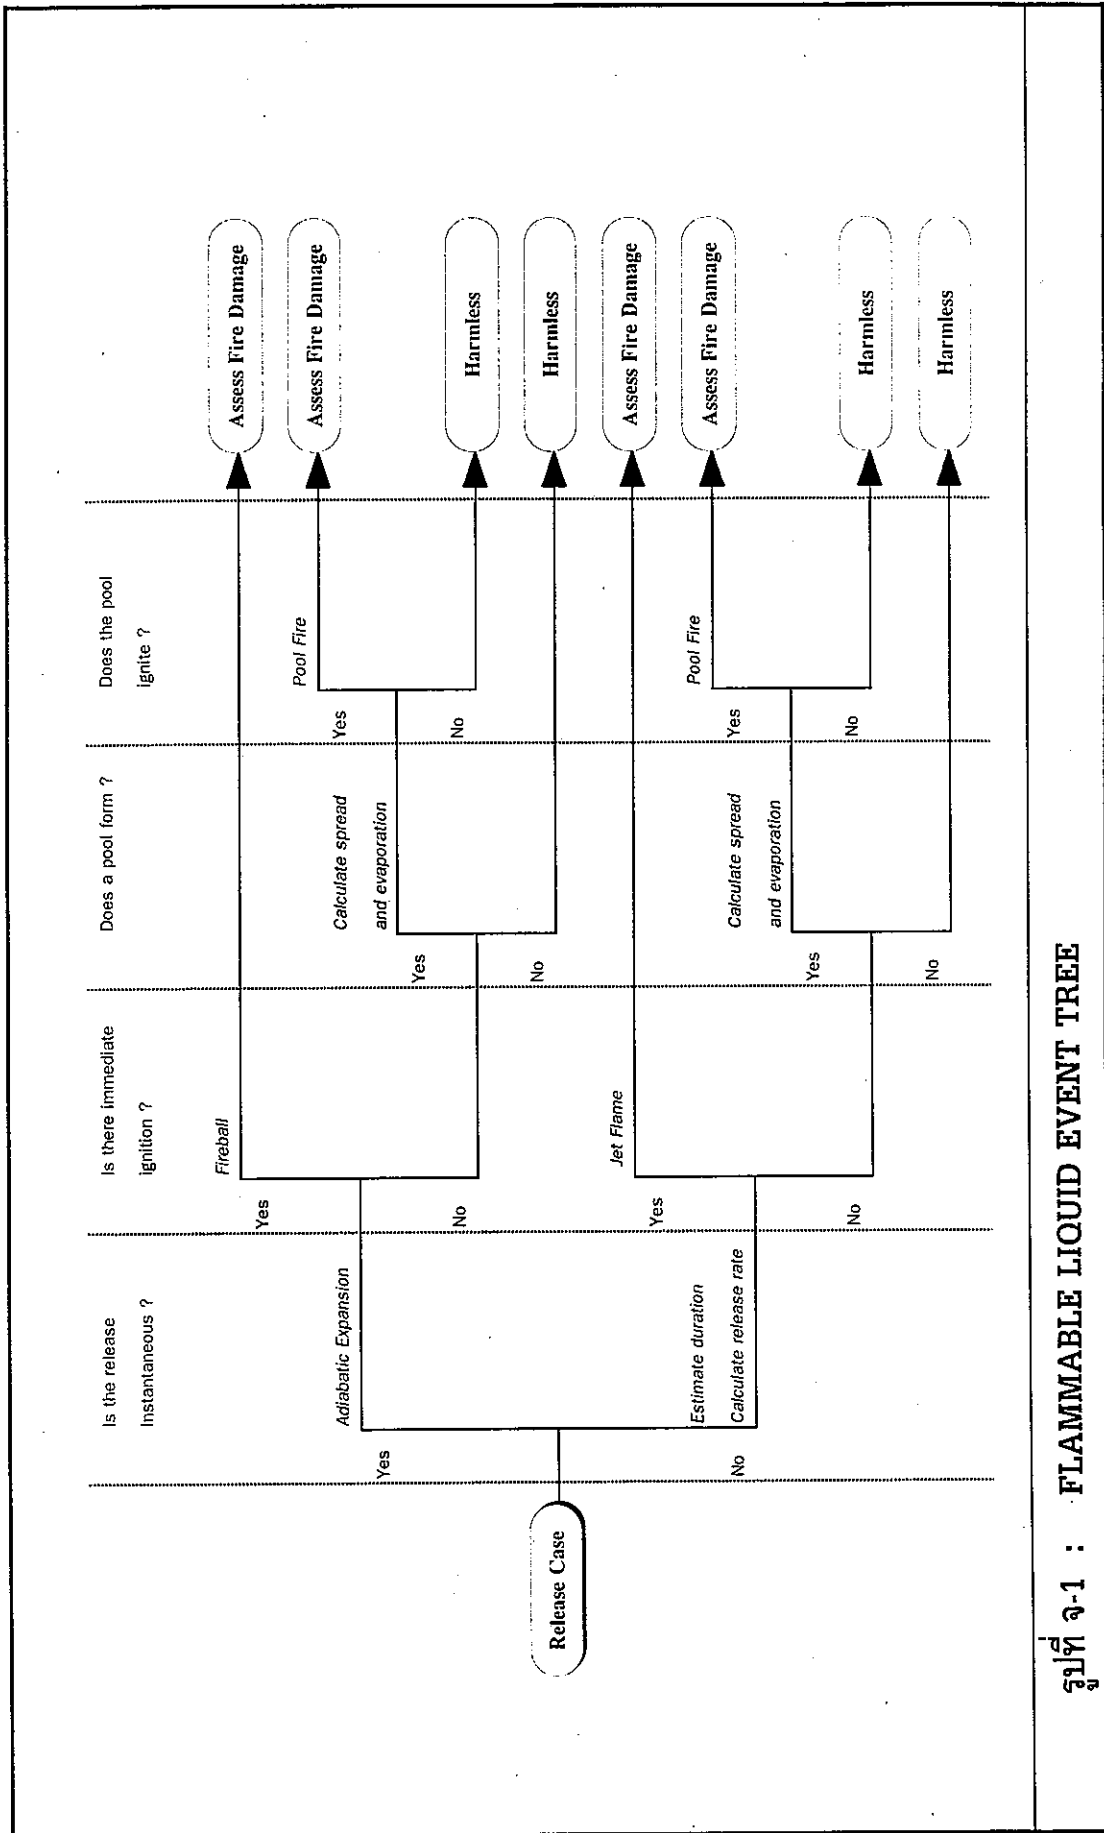 Is the release
Instantaneous ?
Is there immediate
ignition ?
Does a pool form ?
Does the pool
ignite ?
Release Case
Yes
No
Adiabatic Expansion
Estimate duration
Calculate release rate
Yes
No
Fireball
Yes
No
Jet Flame
Yes
No
Calculate spread
and evaporation
Yes
No
Calculate spread
and evaporation
Yes
No
Pool Fire
Yes
No
Pool Fire
Assess Fire Damage
Assess Fire Damage
Harmless
Harmless
Assess Fire Damage
Assess Fire Damage
Harmless
Harmless
รูปที่ จ-1 : FLAMMABLE LIQUID EVENT TREE